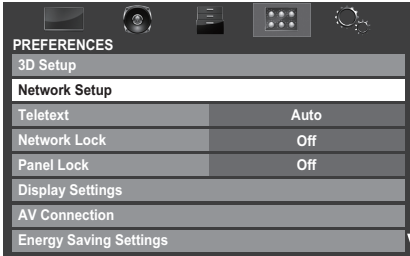 PREFERENCES
3D Setup
Network Setup
Teletext Auto
Network Lock Off
Panel Lock Off
Display Settings
AV Connection
Energy Saving Settings